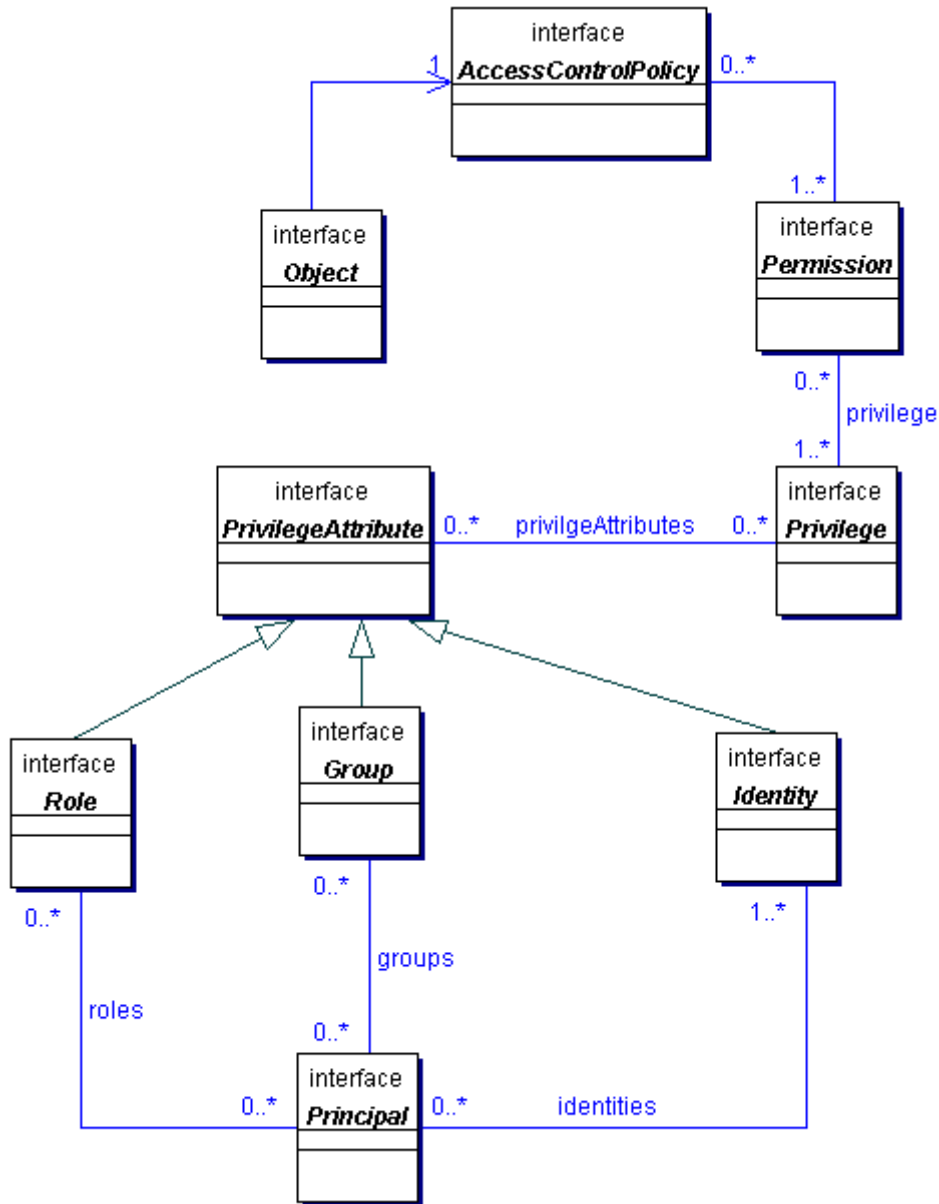 interface
AccessControlPolicy
1
0..*
1..*
interface
Object
interface
Permission
0..*
privilege
1..*
interface
PrivilegeAttribute
0..*
privilgeAttributes
0..*
interface
Privilege
interface
Role
interface
Group
interface
Identity
0..*
0..*
1..*
groups
roles
0..*
0..*
interface
Principal
0..*
identities